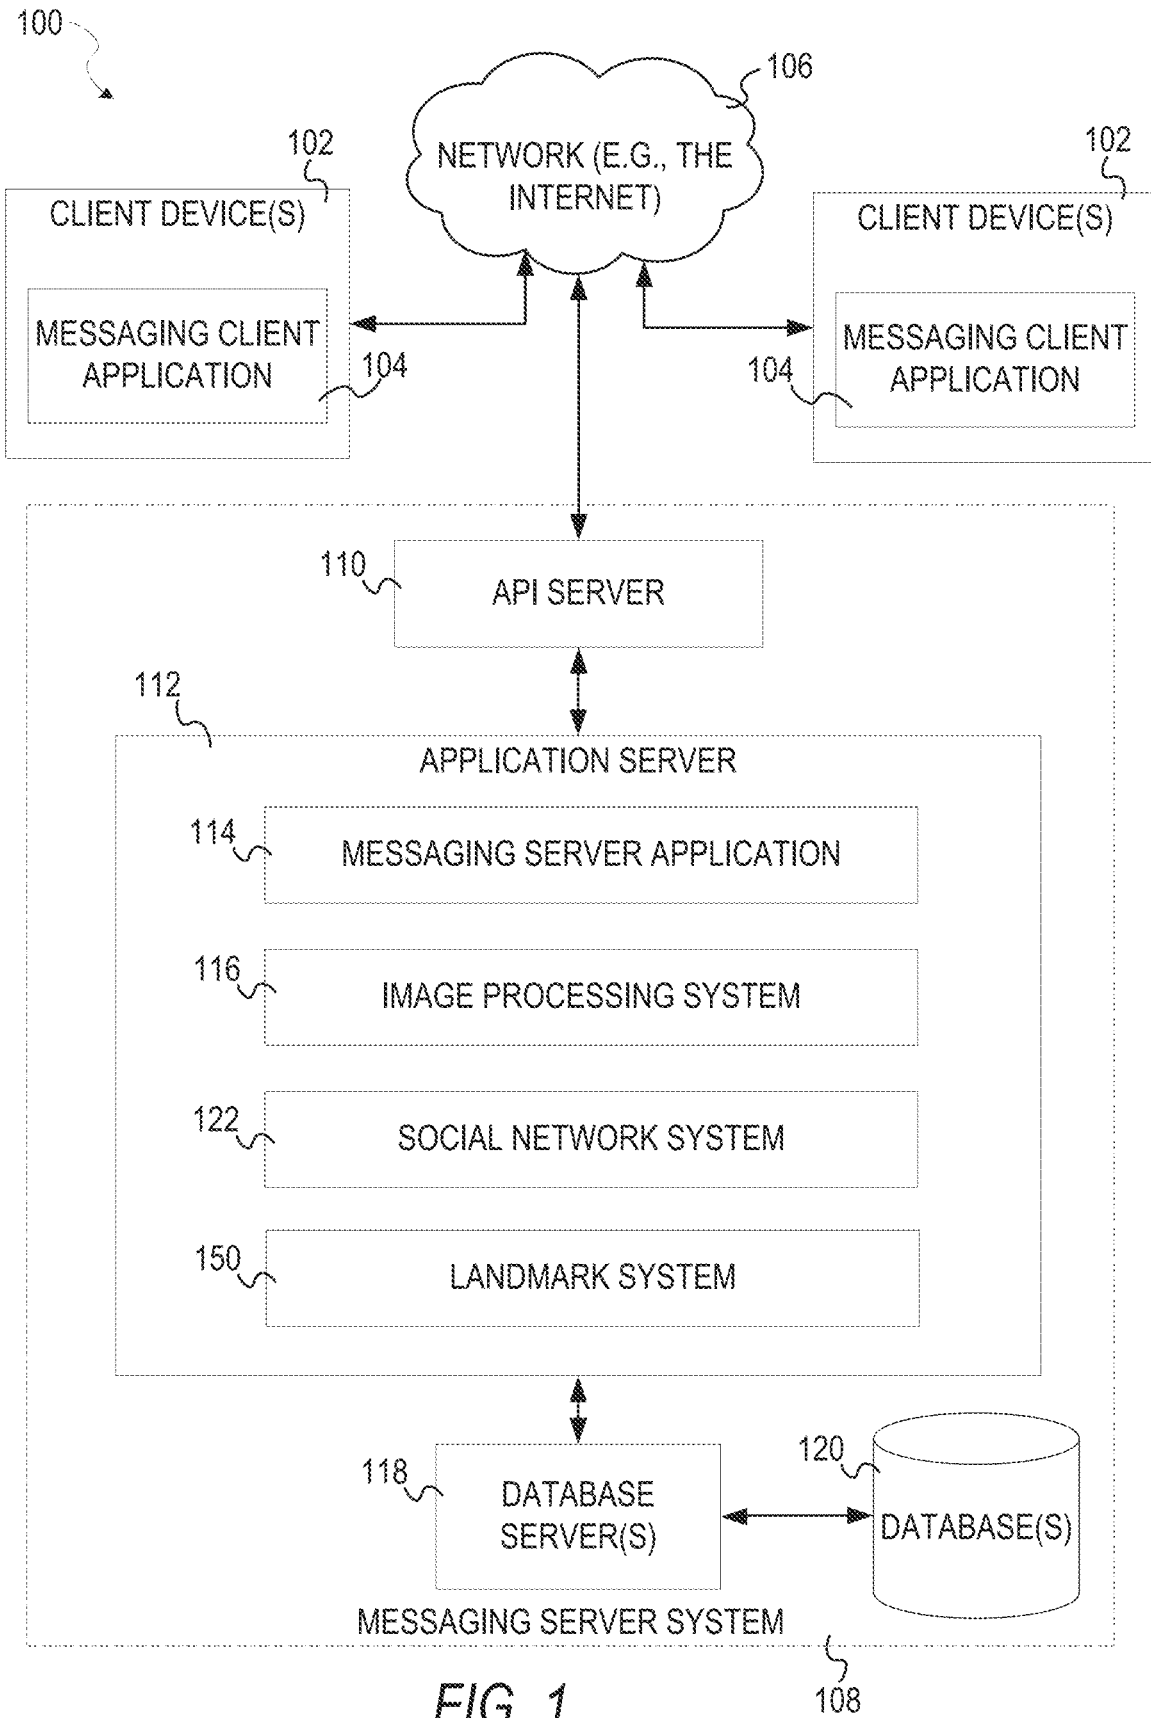 100
106
NETWORK (E.G., THE
INTERNET)
102
CLIENT DEVICE(S)
MESSAGING CLIENT
APPLICATION
104
102
CLIENT DEVICE(S)
MESSAGING CLIENT
APPLICATION
104
110
API SERVER
112
APPLICATION SERVER
114
MESSAGING SERVER APPLICATION
116
IMAGE PROCESSING SYSTEM
122
SOCIAL NETWORK SYSTEM
150
LANDMARK SYSTEM
118
DATABASE
SERVER(S)
120
DATABASE(S)
MESSAGING SERVER SYSTEM
108
FIG. 1